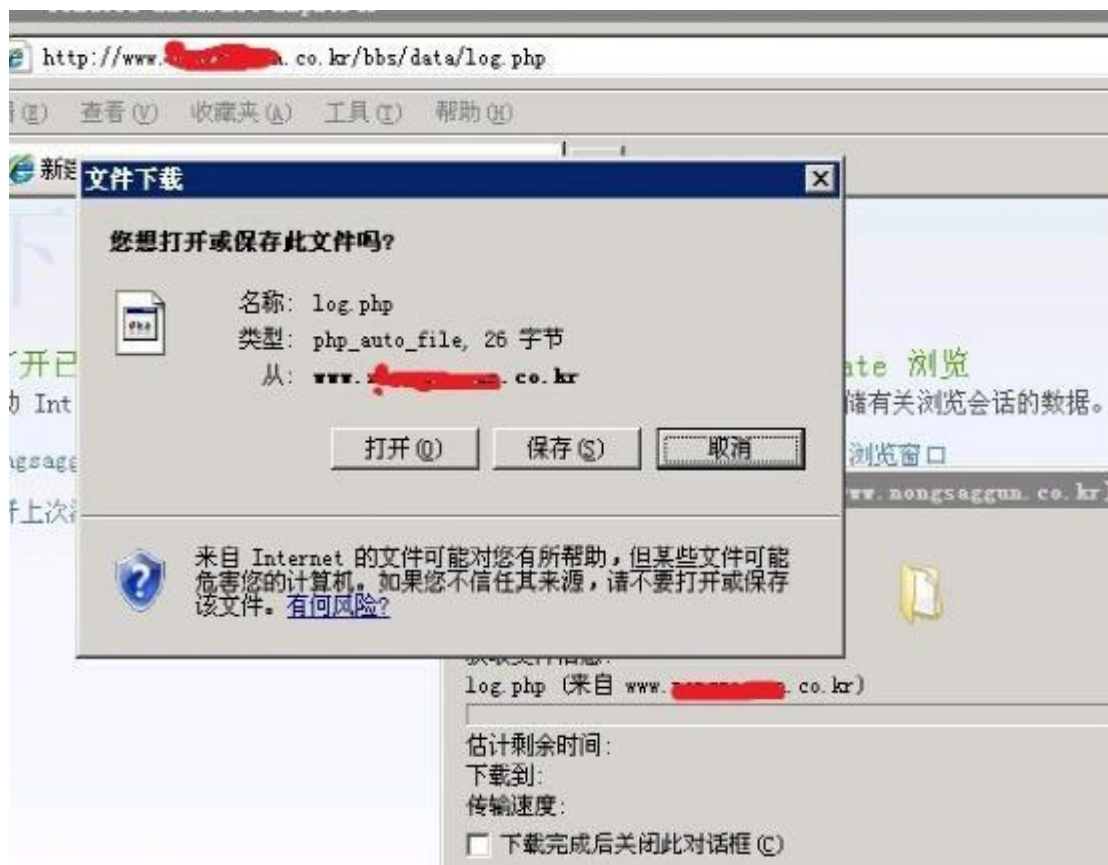 http://www. .co.kr/bbs/data/log.php
(E) 查看(V) 收藏夹(A) 工具(T) 帮助(H)
新建
文件下载
您想打开或保存此文件吗?
名称: log.php
类型: php_auto_file, 26 字节
从: www. .co.kr
打开(O) 保存(S) 取消
开已 ate 浏览
Int 储有关浏览会话的数据。
浏览窗口
ww.nongsaggun.co.kr
上次
来自 Internet 的文件可能对您有所帮助,但某些文件可能
危害您的计算机。如果您不信任其来源,请不要打开或保存
该文件。有何风险?
log.php (来自 www. .co.kr)
估计剩余时间:
下载到:
传输速度:
下载完成后关闭此对话框(C)